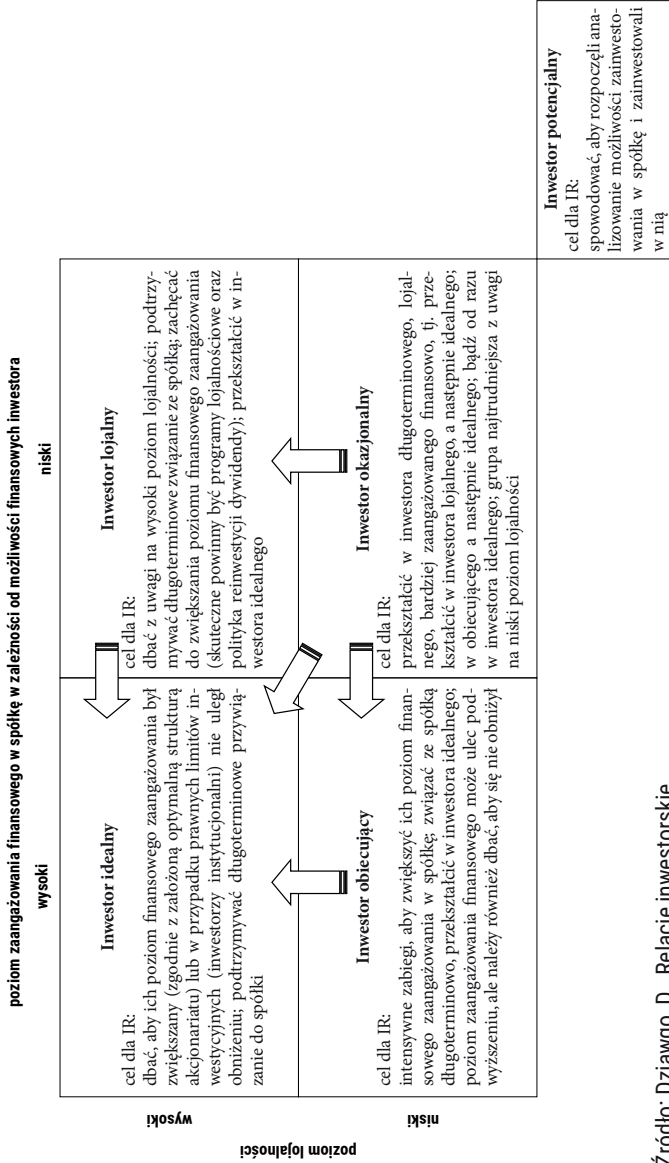 poziom zaangażowania finansowego w spółkę w zależności od możliwości finansowych inwestora
wysoki
niski
poziom lojalności
wysoki
Inwestor idealny
cel dla IR:
dbać, aby ich poziom finansowego zaangażowania był
zwiększany (zgodnie z założoną optymalną strukturą
akcjonariatu) lub w przypadku prawnych limitów in-
westycyjnych (inwestorzy instytucjonalni) nie uległ
obniżeniu; podtrzymywać długoterminowe przywią-
zanie do spółki
Inwestor lojalny
cel dla IR:
dbać z uwagi na wysoki poziom lojalności; podtrzy-
mywać długoterminowe związanie ze spółką; zachęcać
do zwiększania poziomu finansowego zaangażowania
(skuteczne powinny być programy lojalnościowe oraz
polityka reinwestycji dywidendy); przekształcić w in-
westora idealnego
niski
Inwestor obiecujący
cel dla IR:
intensywne zabiegi, aby zwiększyć ich poziom finan-
sowego zaangażowania w spółkę; związać ze spółką
długoterminowo, przekształcić w inwestora idealnego;
poziom zaangażowania finansowego może ulec pod-
wyższeniu, ale należy również dbać, aby się nie obniżył
Inwestor okazjonalny
cel dla IR:
przekształcić w inwestora długoterminowego, lojal-
nego, bardziej zaangażowanego finansowo, tj. prze-
kształcić w inwestora lojalnego, a następnie idealnego;
w obiecującego a następnie idealnego; bądź od razu
w inwestora idealnego; grupa najtrudniejsza z uwagi
na niski poziom lojalności
Inwestor potencjalny
cel dla IR:
spowodować, aby rozpoczęli ana-
lizowanie możliwości zainwesto-
wania w spółkę i zainwestowali
w nią
Źródło: Dziawgo D., Relacje inwestorskie